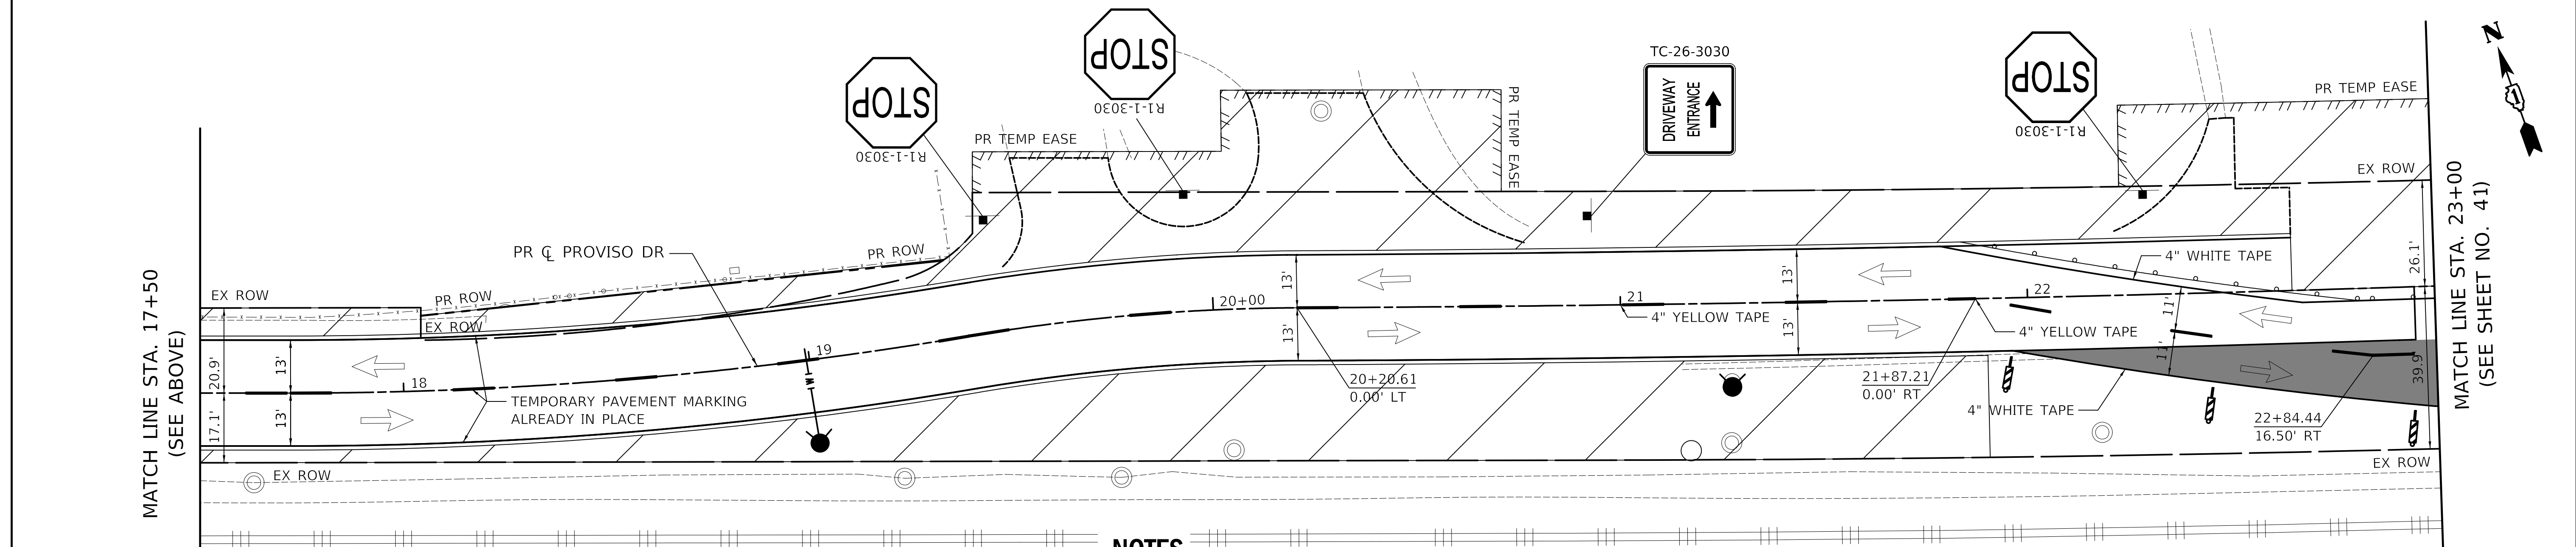 STOP
R1-1-3030
STOP
R1-1-3030
TC-26-3030
DRIVEWAY
ENTRANCE
STOP
R1-1-3030
N
PR TEMP EASE
PR TEMP EASE
PR TEMP EASE
EX ROW
MATCH LINE STA. 17+50
(SEE ABOVE)
MATCH LINE STA. 23+00
(SEE SHEET NO. 41)
PR CL PROVISO DR
PR ROW
EX ROW
PR ROW
EX ROW
4" WHITE TAPE
26.1'
13'
13'
20+00
21
22
4" YELLOW TAPE
4" YELLOW TAPE
11'
11'
13'
13'
19
18
20.9'
17.1'
13'
13'
TEMPORARY PAVEMENT MARKING
ALREADY IN PLACE
20+20.61
0.00' LT
21+87.21
0.00' RT
4" WHITE TAPE
22+84.44
16.50' RT
39.9'
EX ROW
EX ROW
NOTES